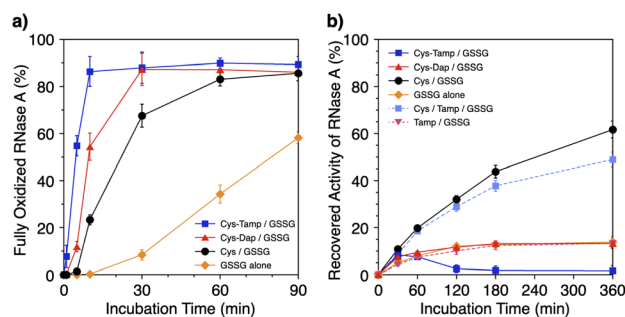 a)
Fully Oxidized RNase A (%)
100
80
60
40
20
0
0
30
60
90
Incubation Time (min)
Cys-Tamp / GSSG
Cys-Dap / GSSG
Cys / GSSG
GSSG alone
b)
Recovered Activity of RNase A (%)
100
80
60
40
20
0
0
60
120
180
240
300
360
Incubation Time (min)
Cys-Tamp / GSSG
Cys-Dap / GSSG
Cys / GSSG
GSSG alone
Cys / Tamp / GSSG
Tamp / GSSG